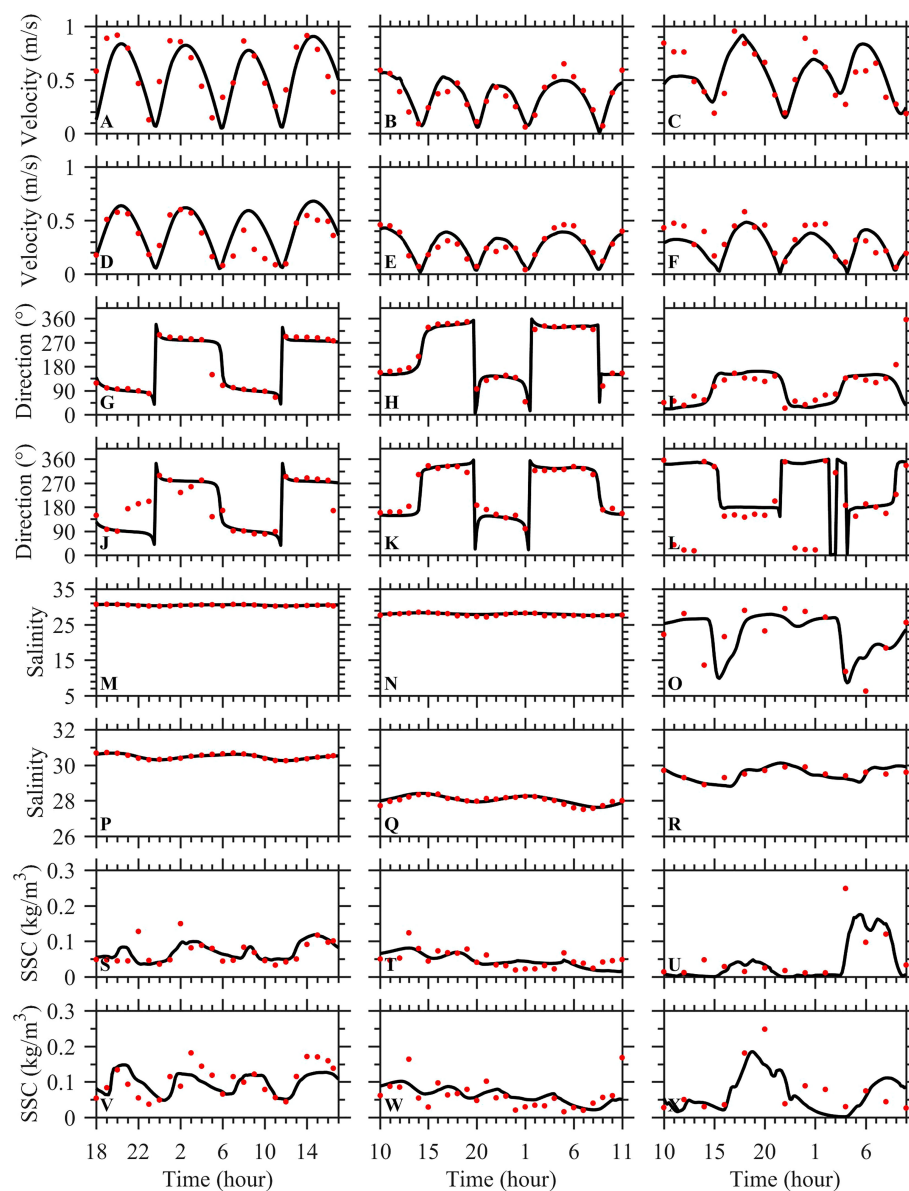 1
0.5
0
Velocity (m/s)
A
B
C
1
0.5
0
Velocity (m/s)
D
E
F
360
270
180
90
0
Direction (°)
G
H
I
360
270
180
90
0
Direction (°)
J
K
L
35
25
15
5
Salinity
M
N
O
32
30
28
26
Salinity
P
Q
R
0.3
0.2
0.1
0
SSC (kg/m³)
S
T
U
0.3
0.2
0.1
0
SSC (kg/m³)
V
W
X
18 22 2 6 10 14
10 15 20 1 6 11
10 15 20 1 6
Time (hour)
Time (hour)
Time (hour)